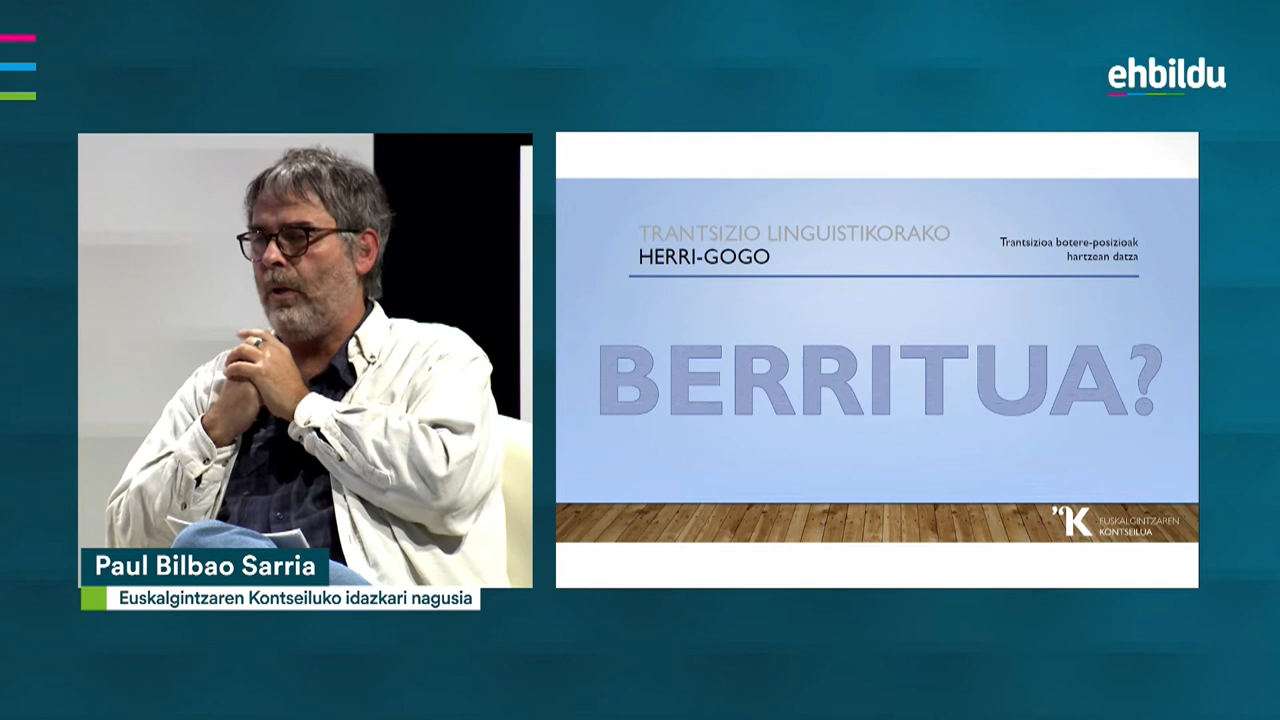 ehbildu
TRANTSIZIO LINGUISTIKORAKO
HERRI-GOGO
Trantsizioa botere-posizioak
hartzean datza
BERRITUA?
EUSKALGINTZAREN
KONTSEILUA
Paul Bilbao Sarria
Euskalgintzaren Kontseiluko idazkari nagusia